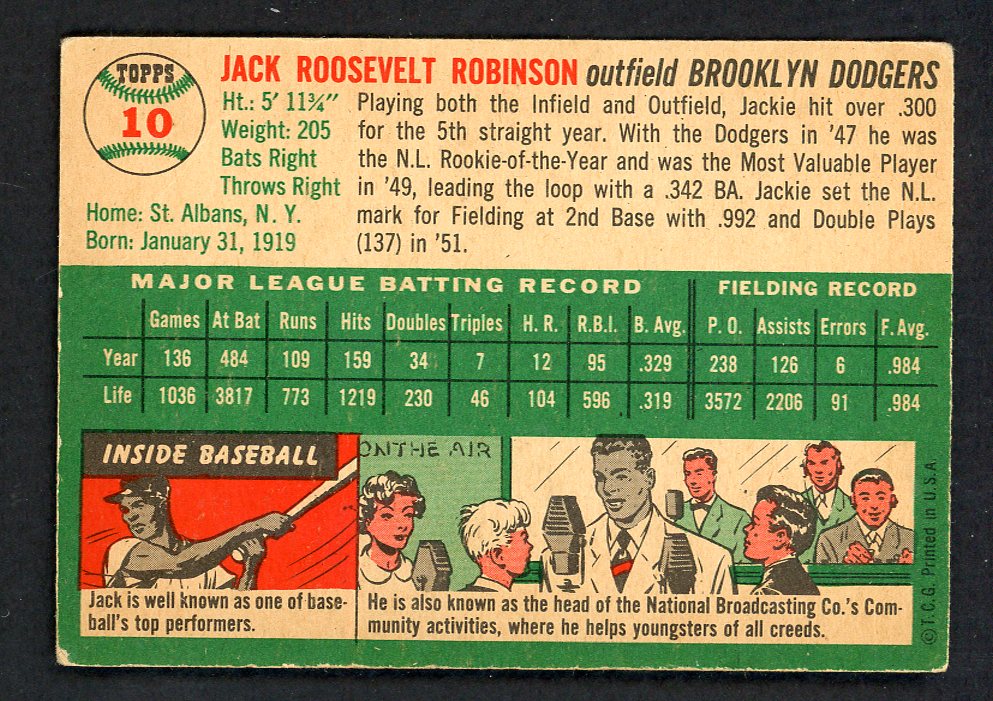 TOPPS
10
JACK ROOSEVELT ROBINSON outfield BROOKLYN DODGERS
Ht.: 5' 11¾"
Weight: 205
Bats Right
Throws Right
Home: St. Albans, N. Y.
Born: January 31, 1919
Playing both the Infield and Outfield, Jackie hit over .300
for the 5th straight year. With the Dodgers in '47 he was
the N.L. Rookie-of-the-Year and was the Most Valuable Player
in '49, leading the loop with a .342 BA. Jackie set the N.L.
mark for Fielding at 2nd Base with .992 and Double Plays
(137) in '51.
MAJOR LEAGUE BATTING RECORD FIELDING RECORD
Games At Bat Runs Hits Doubles Triples H. R. R.B.I. B. Avg. P. O. Assists Errors F. Avg.
Year 136 484 109 159 34 7 12 95 .329 238 126 6 .984
Life 1036 3817 773 1219 230 46 104 596 .319 3572 2206 91 .984
INSIDE BASEBALL
ON THE AIR
Jack is well known as one of base-
ball's top performers.
He is also known as the head of the National Broadcasting Co.'s Com-
munity activities, where he helps youngsters of all creeds.
© T. C. G. Printed in U. S. A.